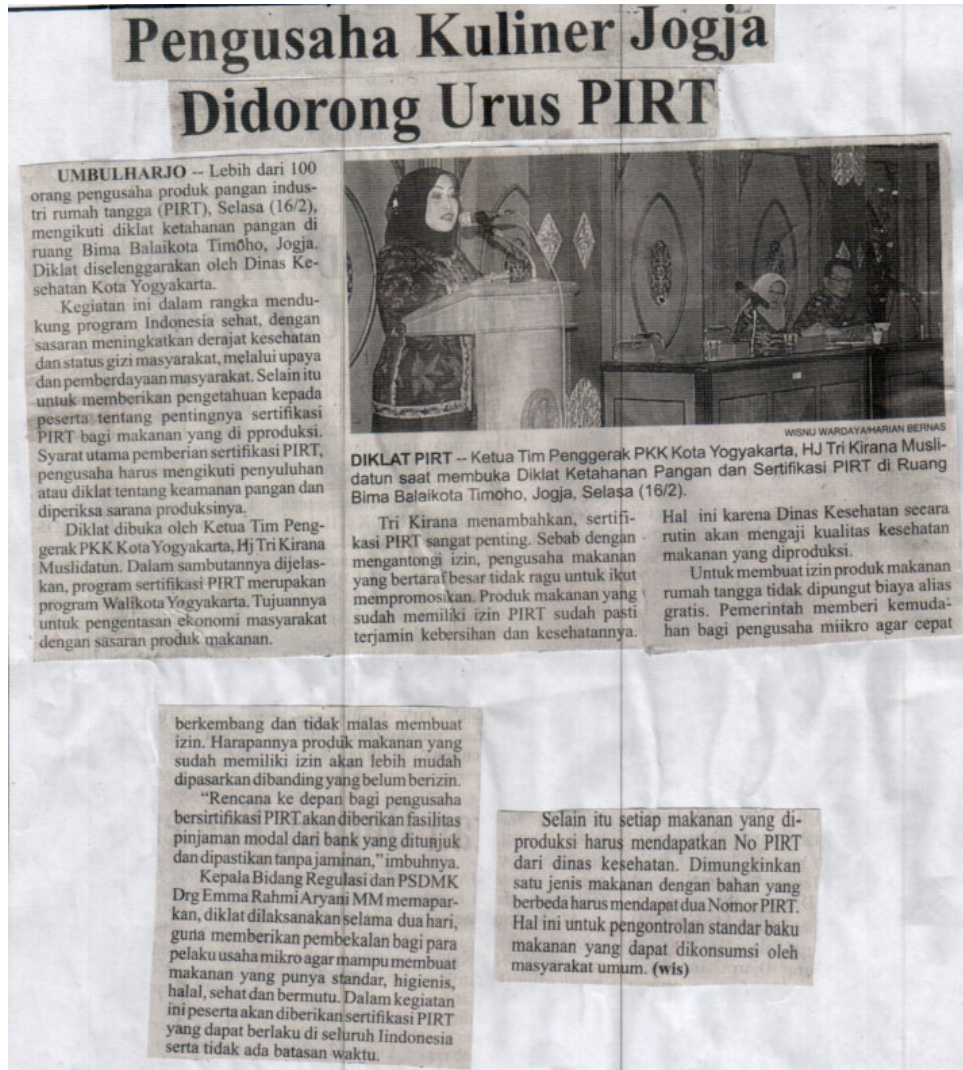 Pengusaha Kuliner Jogja
Didorong Urus PIRT
UMBULHARJO -- Lebih dari 100
orang pengusaha produk pangan indus-
tri rumah tangga (PIRT), Selasa (16/2),
mengikuti diklat ketahanan pangan di
ruang Bima Balaikota Timoho, Jogja.
Diklat diselenggarakan oleh Dinas Ke-
sehatan Kota Yogyakarta.
Kegiatan ini dalam rangka mendu-
kung program Indonesia sehat, dengan
sasaran meningkatkan derajat kesehatan
dan status gizi masyarakat, melalui upaya
dan pemberdayaan masyarakat. Selain itu
untuk memberikan pengetahuan kepada
peserta tentang pentingnya sertifikasi
PIRT bagi makanan yang di pproduksi.
Syarat utama pemberian sertifikasi PIRT,
pengusaha harus mengikuti penyuluhan
atau diklat tentang keamanan pangan dan
diperiksa sarana produksinya.
Diklat dibuka oleh Ketua Tim Peng-
gerak PKK Kota Yogyakarta, Hj Tri Kirana
Muslidatun. Dalam sambutannya dijelas-
kan, program sertifikasi PIRT merupakan
program Walikota Yogyakarta. Tujuannya
untuk pengentasan ekonomi masyarakat
dengan sasaran produk makanan.
WISNU WARDAYA/HARIAN BERNAS
DIKLAT PIRT -- Ketua Tim Penggerak PKK Kota Yogyakarta, HJ Tri Kirana Musli-
datun saat membuka Diklat Ketahanan Pangan dan Sertifikasi PIRT di Ruang
Bima Balaikota Timoho, Jogja, Selasa (16/2).
Tri Kirana menambahkan, sertifi-
kasi PIRT sangat penting. Sebab dengan
mengantongi izin, pengusaha makanan
yang bertaraf besar tidak ragu untuk ikut
mempromosikan. Produk makanan yang
sudah memiliki izin PIRT sudah pasti
terjamin kebersihan dan kesehatannya.
Hal ini karena Dinas Kesehatan secara
rutin akan mengaji kualitas kesehatan
makanan yang diproduksi.
Untuk membuat izin produk makanan
rumah tangga tidak dipungut biaya alias
gratis. Pemerintah memberi kemuda-
han bagi pengusaha miikro agar cepat
berkembang dan tidak malas membuat
izin. Harapannya produk makanan yang
sudah memiliki izin akan lebih mudah
dipasarkan dibanding yang belum berizin.
"Rencana ke depan bagi pengusaha
bersirtifikasi PIRT akan diberikan fasilitas
pinjaman modal dari bank yang ditunjuk
dan dipastikan tanpa jaminan," imbuhnya.
Kepala Bidang Regulasi dan PSDMK
Drg Emma Rahmi Aryani MM memapar-
kan, diklat dilaksanakan selama dua hari,
guna memberikan pembekalan bagi para
pelaku usaha mikro agar mampu membuat
makanan yang punya standar, higienis,
halal, sehat dan bermutu. Dalam kegiatan
ini peserta akan diberikan sertifikasi PIRT
yang dapat berlaku di seluruh Iindonesia
serta tidak ada batasan waktu.
Selain itu setiap makanan yang di-
produksi harus mendapatkan No PIRT
dari dinas kesehatan. Dimungkinkan
satu jenis makanan dengan bahan yang
berbeda harus mendapat dua Nomor PIRT.
Hal ini untuk pengontrolan standar baku
makanan yang dapat dikonsumsi oleh
masyarakat umum. (wis)